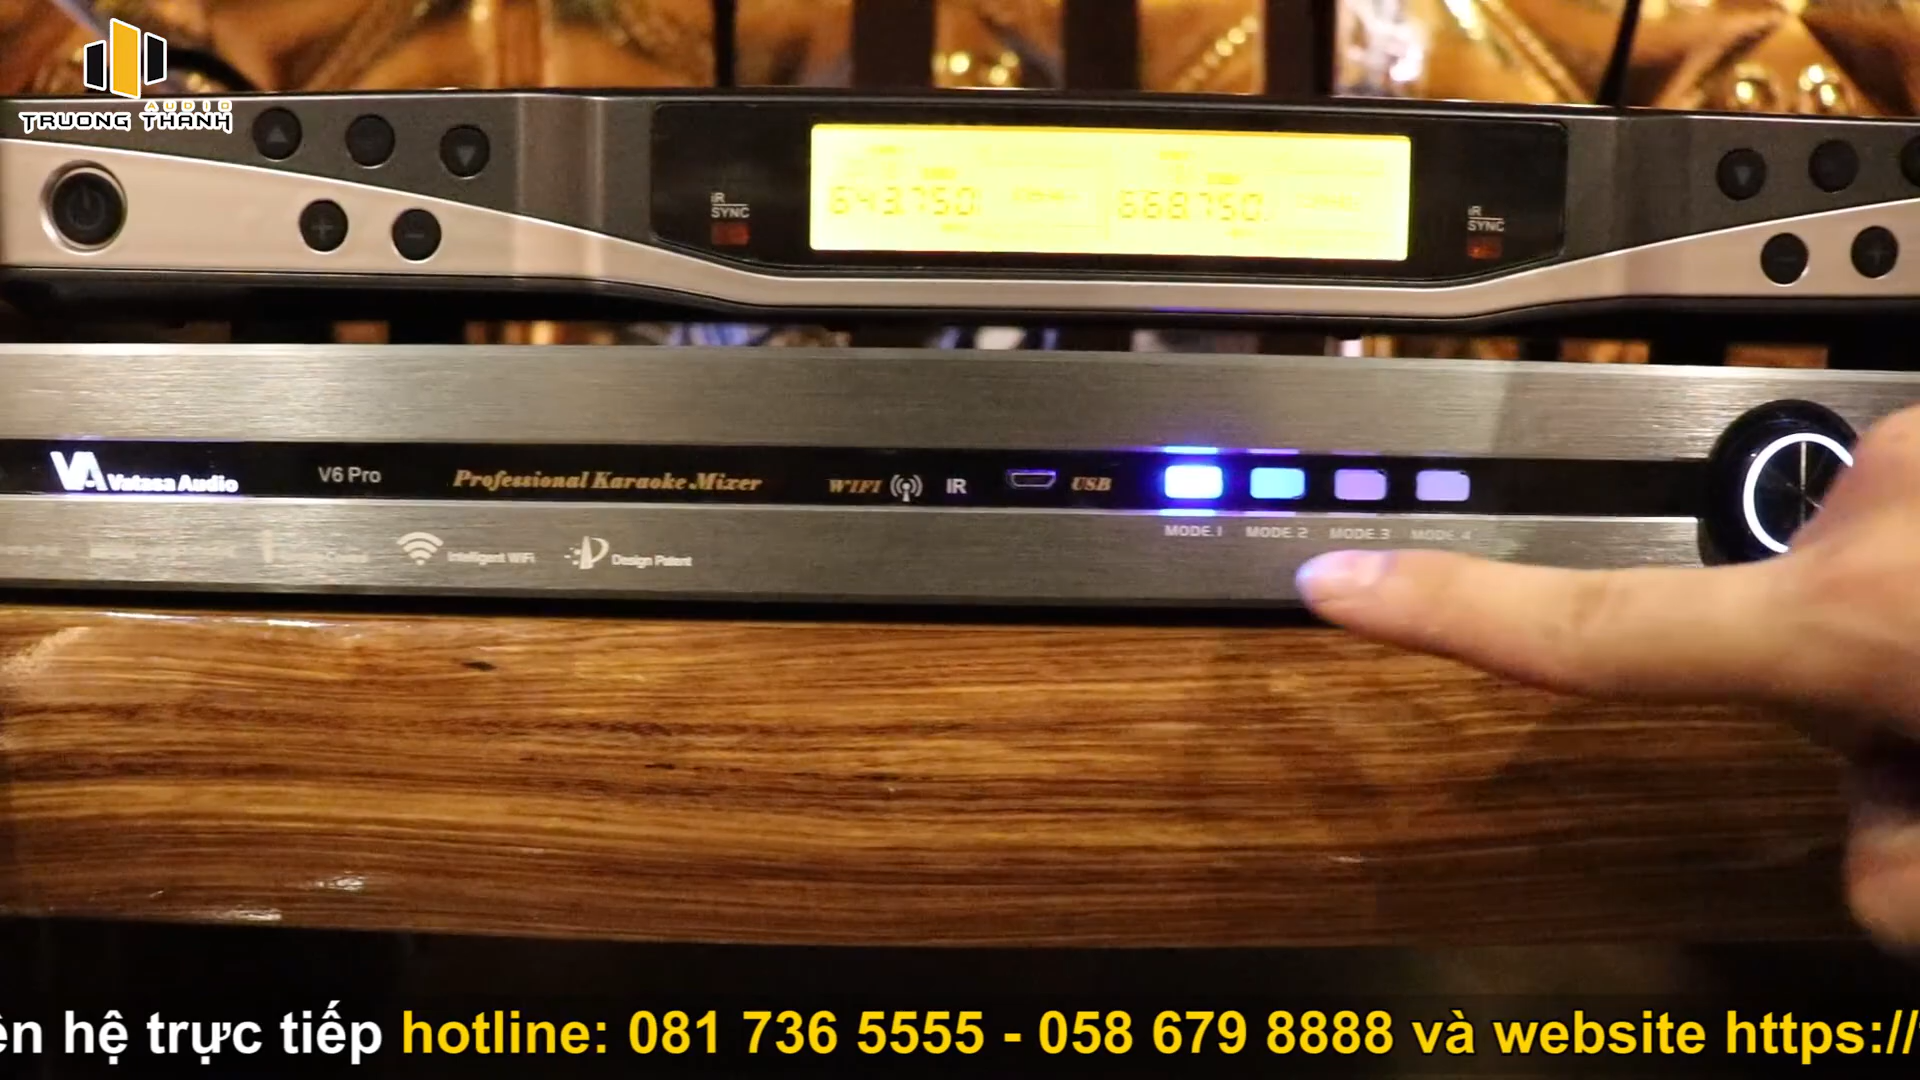 AUDIO
TRUONG THANH
IR
SYNC
643.750
668.750
IR
SYNC
VA Vatasa Audio
V6 Pro
Professional Karaoke Mixer
WIFI
IR
USB
MODE.1
MODE.2
MODE.3
MODE.4
Intelligent WiFi
Design Patent
ên hệ trực tiếp hotline: 081 736 5555 - 058 679 8888 và website https://